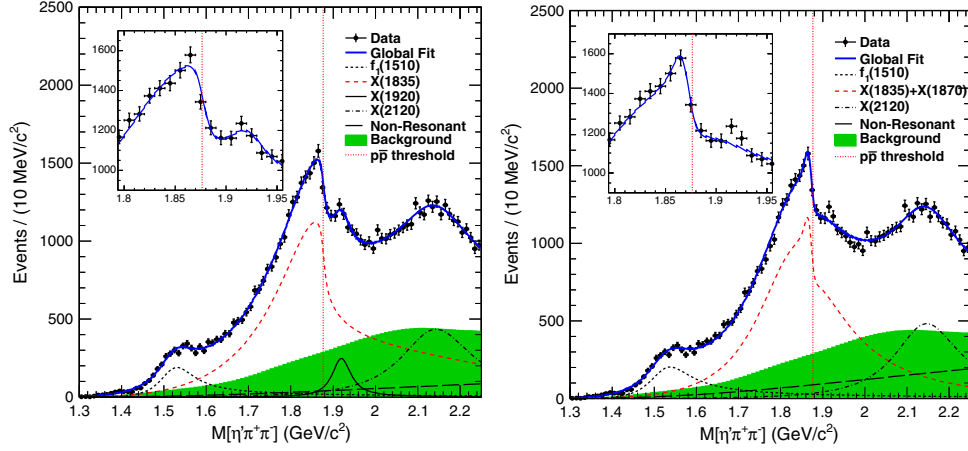 2500
2000
1500
1000
500
0
Events / (10 MeV/c²)
1600
1400
1200
1000
1.8 1.85 1.9 1.95
Data
Global Fit
f₁(1510)
X(1835)
X(1920)
X(2120)
Non-Resonant
Background
pp̅ threshold
1.3 1.4 1.5 1.6 1.7 1.8 1.9 2 2.1 2.2
M[η′π⁺π⁻] (GeV/c²)
2500
2000
1500
1000
500
0
Events / (10 MeV/c²)
1600
1400
1200
1000
1.8 1.85 1.9 1.95
Data
Global Fit
f₁(1510)
X(1835)+X(1870)
X(2120)
Non-Resonant
Background
pp̅ threshold
1.3 1.4 1.5 1.6 1.7 1.8 1.9 2 2.1 2.2
M[η′π⁺π⁻] (GeV/c²)